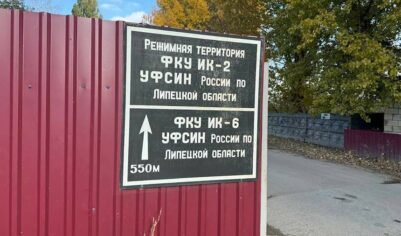 Режимная территория
ФКУ ИК-2
УФСИН России по
Липецкой области
ФКУ ИК-6
УФСИН России по
Липецкой области
550м